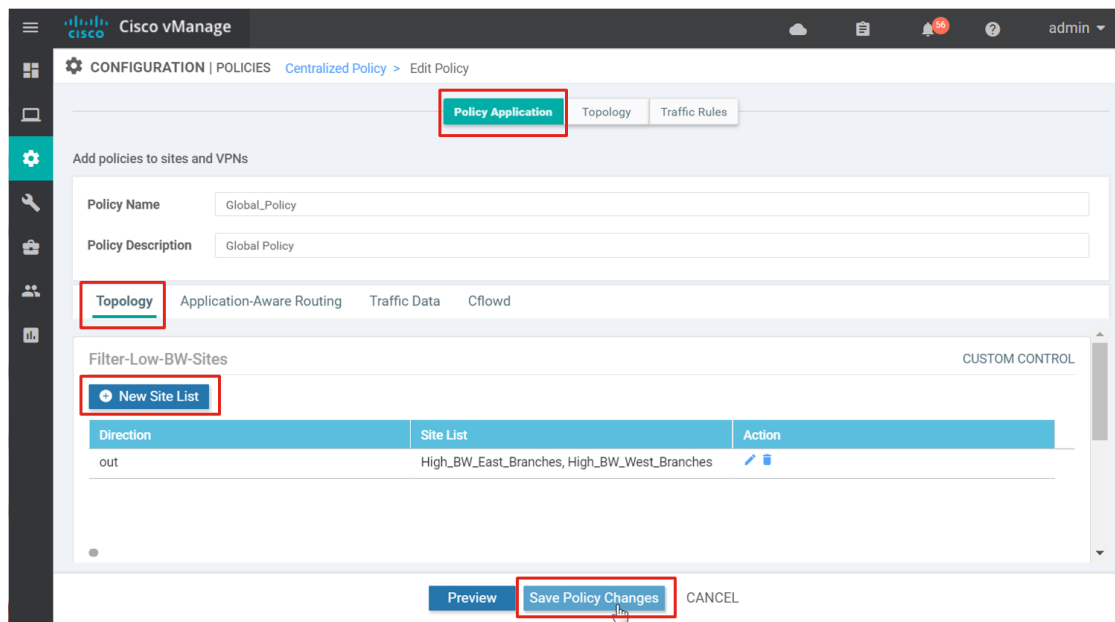 CISCO Cisco vManage 56 ? admin
CONFIGURATION | POLICIES Centralized Policy > Edit Policy
Policy Application Topology Traffic Rules
Add policies to sites and VPNs
Policy Name Global_Policy
Policy Description Global Policy
Topology Application-Aware Routing Traffic Data Cflowd
Filter-Low-BW-Sites CUSTOM CONTROL
New Site List
Direction Site List Action
out High_BW_East_Branches, High_BW_West_Branches
Preview Save Policy Changes CANCEL